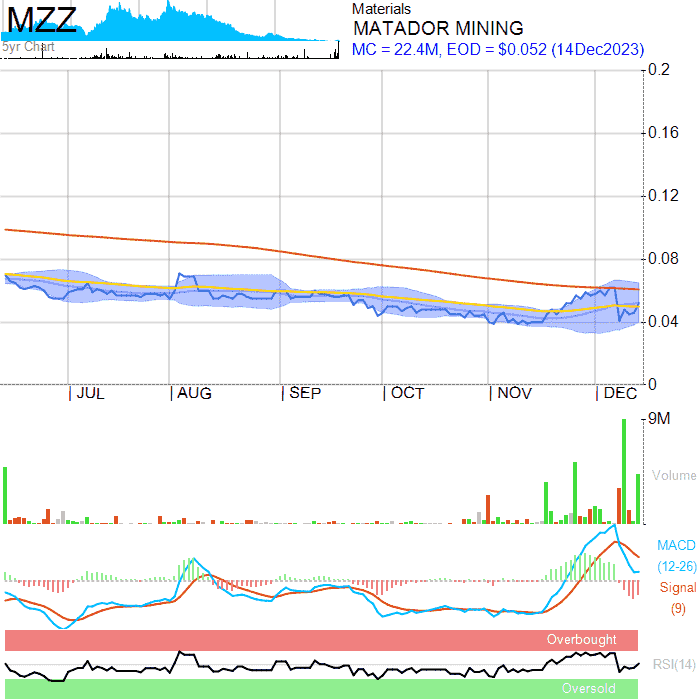 MZZ
5yr Chart
Materials
MATADOR MINING
MC = 22.4M, EOD = $0.052 (14Dec2023)
0.2
0.16
0.12
0.08
0.04
0
JUL AUG SEP OCT NOV DEC
9M
Volume
MACD
(12-26)
Signal
(9)
Overbought
RSI(14)
Oversold